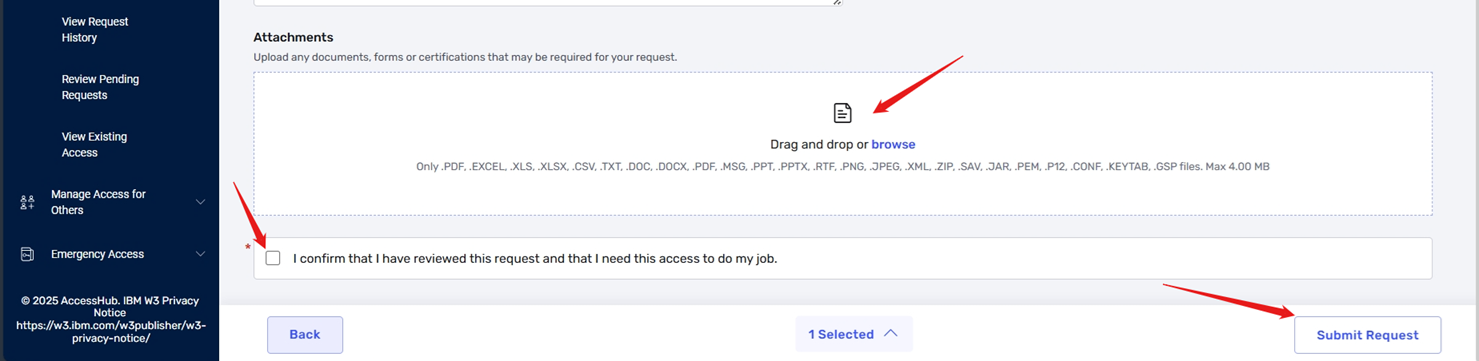 View Request
History
Review Pending
Requests
View Existing
Access
Manage Access for
Others
Emergency Access
© 2025 AccessHub. IBM W3 Privacy
Notice
https://w3.ibm.com/w3publisher/w3-
privacy-notice/
Attachments
Upload any documents, forms or certifications that may be required for your request.
Drag and drop or browse
Only .PDF, .EXCEL, .XLS, .XLSX, .CSV, .TXT, .DOC, .DOCX, .PDF, .MSG, .PPT, .PPTX, .RTF, .PNG, .JPEG, .XML, .ZIP, .SAV, .JAR, .PEM, .P12, .CONF, .KEYTAB, .GSP files. Max 4.00 MB
* I confirm that I have reviewed this request and that I need this access to do my job.
Back
1 Selected
Submit Request